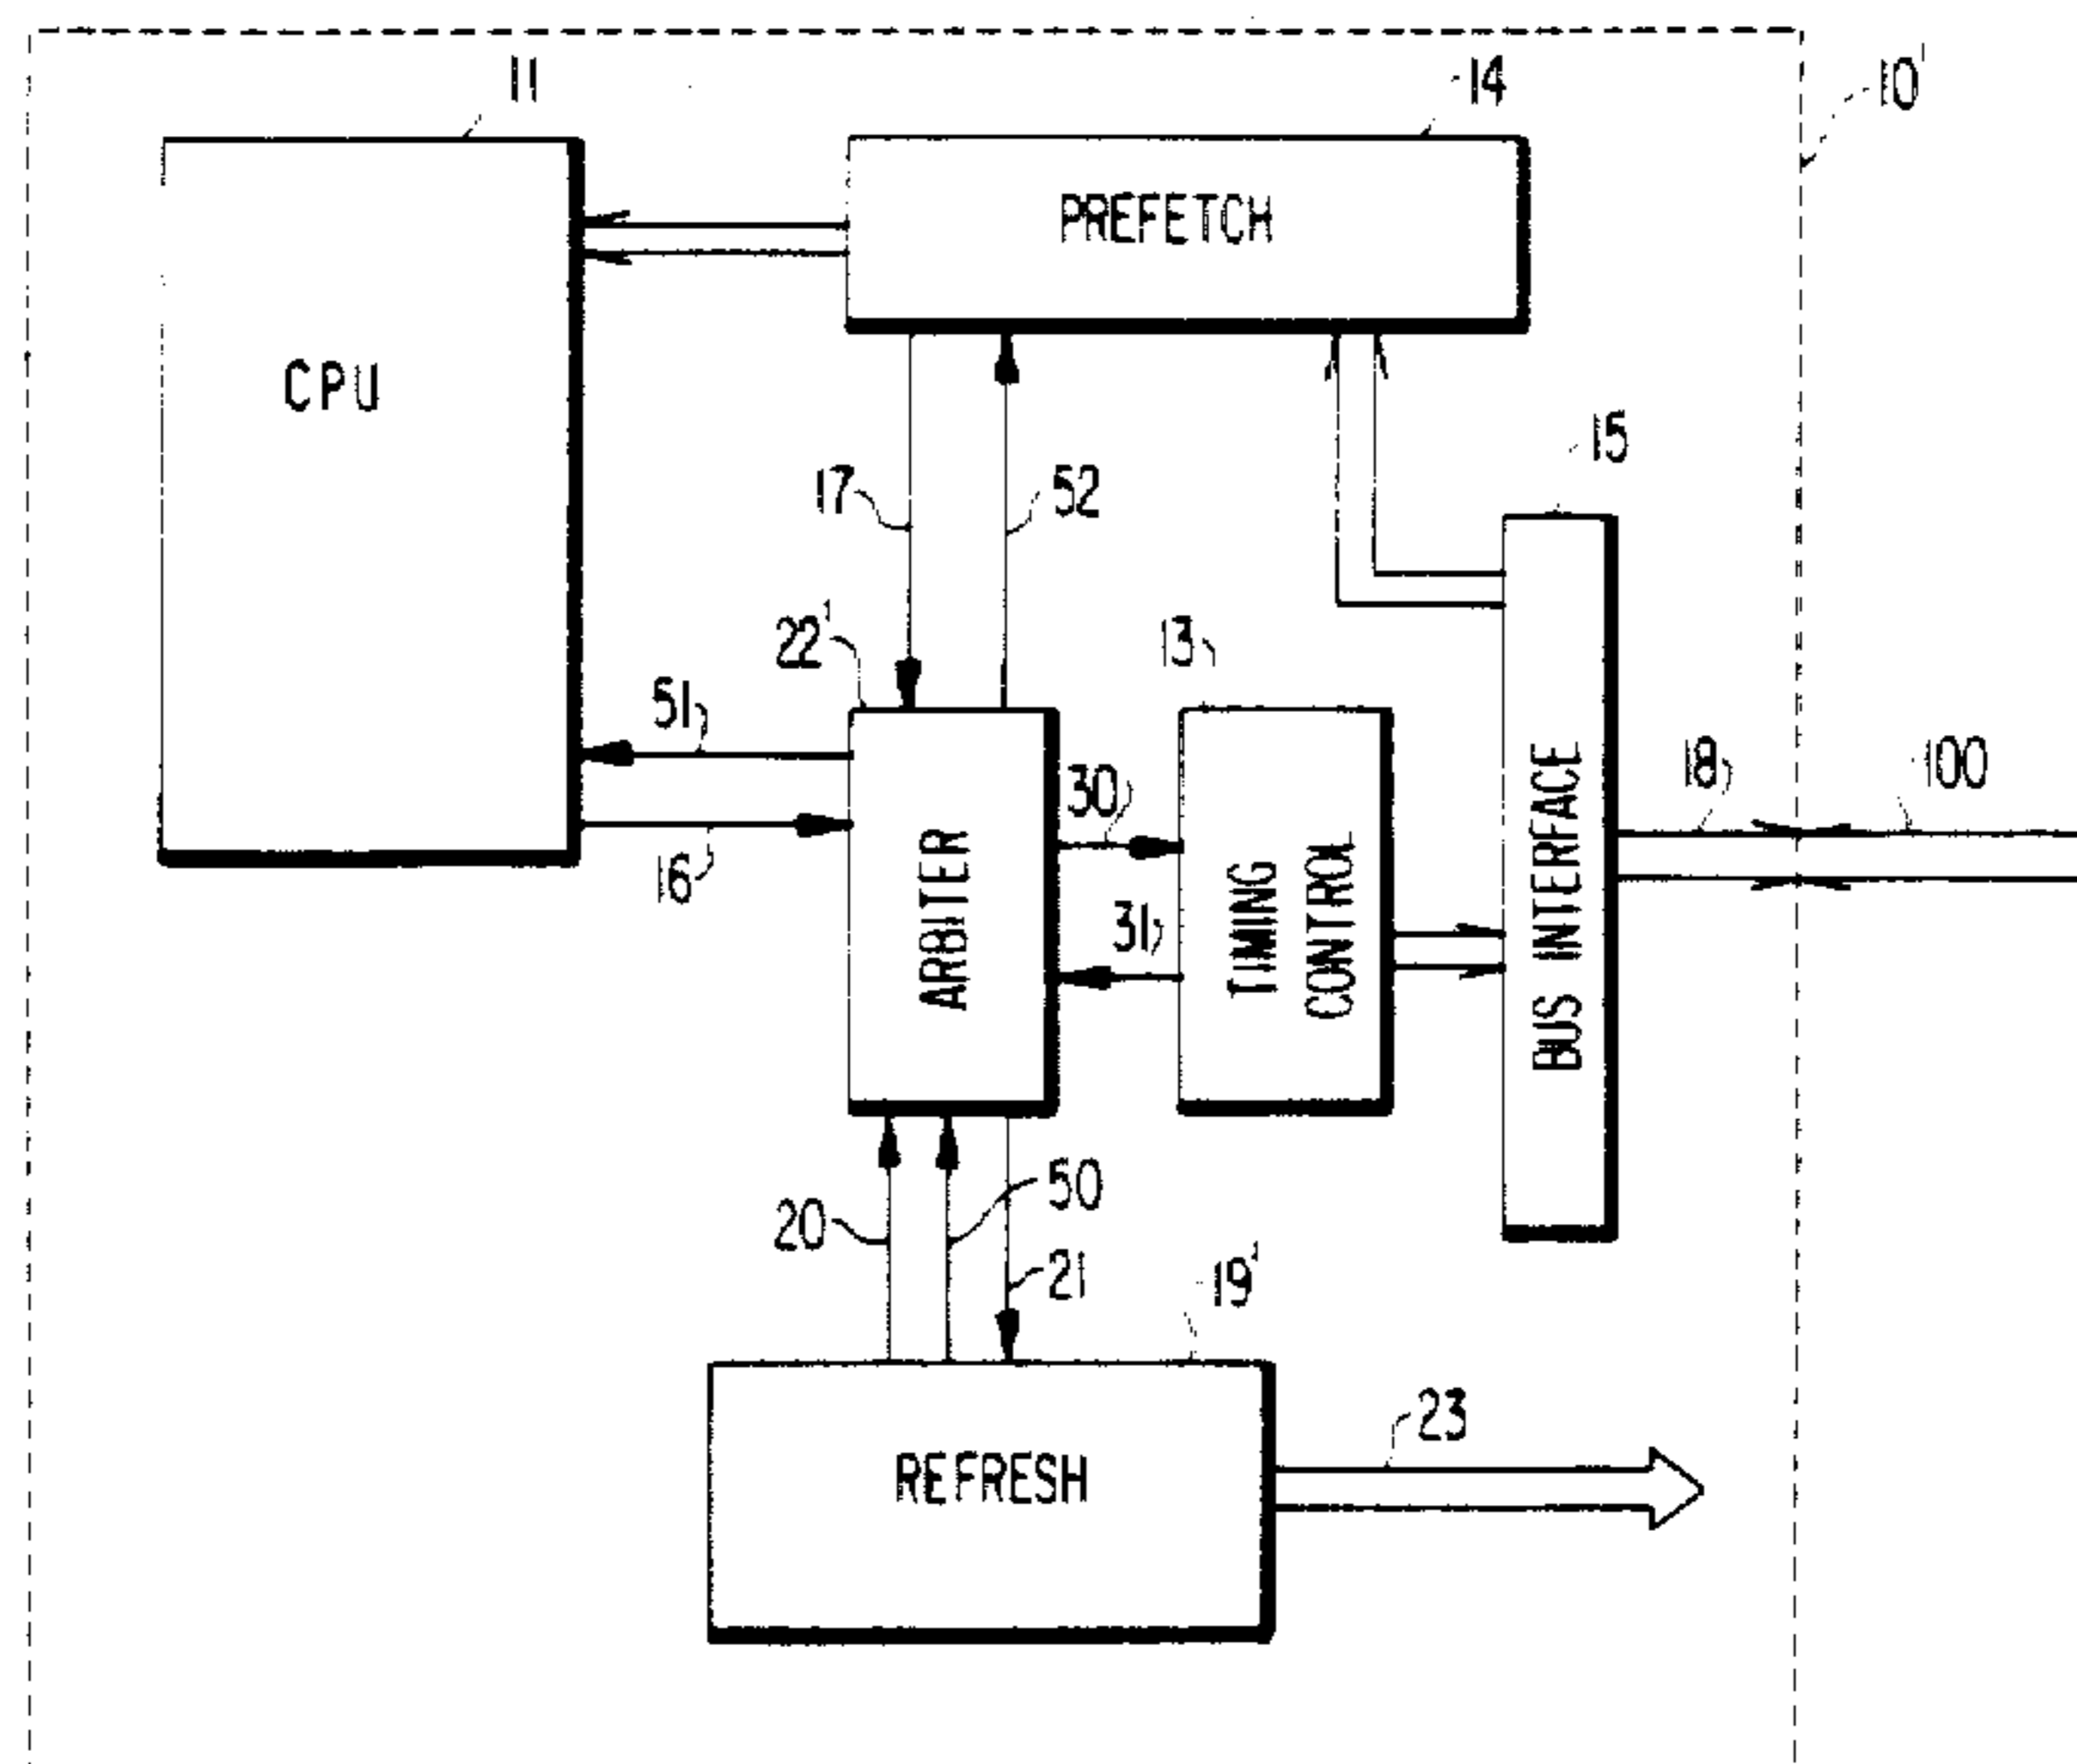 11
14
10'
PREFETCH
CPU
15
17
52
22'
13
51
18
100
30
16
ARBITER
TIMING
CONTROL
BUS INTERFACE
31
50
20
21
19'
23
REFRESH